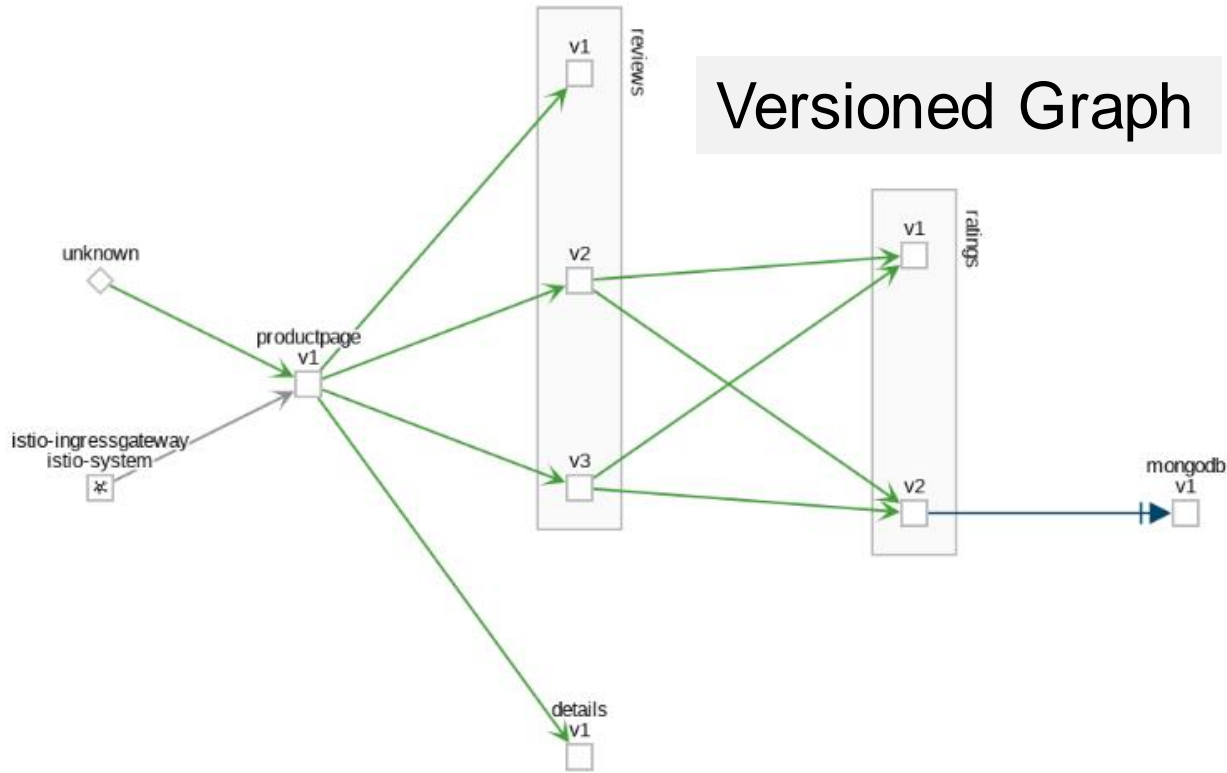 Versioned Graph
v1
reviews
v2
v3
v1
ratings
v2
unknown
productpage
v1
istio-ingressgateway
istio-system
mongodb
v1
details
v1